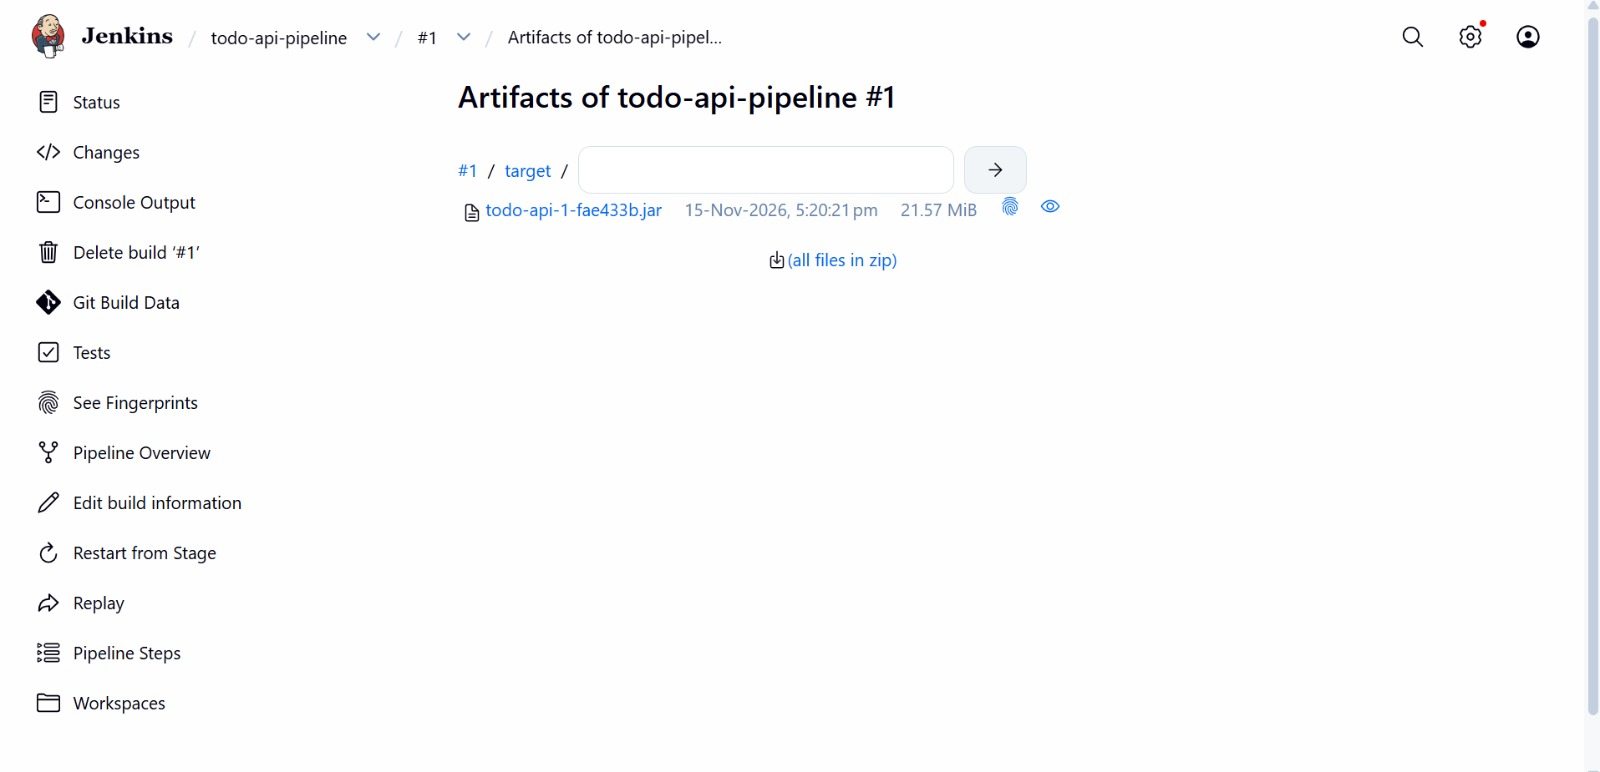 Jenkins / todo-api-pipeline / #1 / Artifacts of todo-api-pipel...
Status
Changes
Console Output
Delete build ‘#1’
Git Build Data
Tests
See Fingerprints
Pipeline Overview
Edit build information
Restart from Stage
Replay
Pipeline Steps
Workspaces
Artifacts of todo-api-pipeline #1
#1 / target /
todo-api-1-fae433b.jar 15-Nov-2026, 5:20:21 pm 21.57 MiB
(all files in zip)